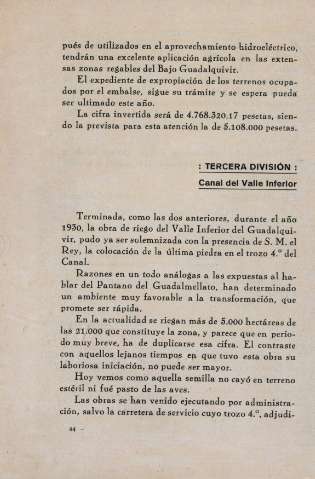 pués de utilizados en el aprovechamiento hidroeléctrico,
tendrán una excelente aplicación agrícola en las exten-
sas zonas regables del Bajo Guadalquivir.
El expediente de expropiación de los terrenos ocupa-
dos por el embalse, sigue su trámite y se espera pueda
ser ultimado este año.
La cifra invertida será de 4.768.320.17 pesetas, sien-
do la prevista para esta atención la de 5.108.000 pesetas.
: TERCERA DIVISIÓN :
Canal del Valle Inferior
Terminada, como las dos anteriores, durante el año
1930, la obra de riego del Valle Inferior del Guadalqui-
vir, pudo ya ser solemnizada con la presencia de S. M. el
Rey, la colocación de la última piedra en el trozo 4.º del
Canal.
Razones en un todo análogas a las expuestas al ha-
blar del Pantano del Guadalmellato, han determinado
un ambiente muy favorable a la transformación, que
promete ser rápida.
En la actualidad se riegan más de 5.000 hectáreas de
las 21.000 que constituye la zona, y parece que en perío-
do muy breve, ha de duplicarse esa cifra. El contraste
con aquellos lejanos tiempos en que tuvo esta obra su
laboriosa iniciación, no puede ser mayor.
Hoy vemos como aquella semilla no cayó en terreno
estéril ni fué pasto de las aves.
Las obras se han venido ejecutando por administra-
ción, salvo la carretera de servicio cuyo trozo 4.º, adjudi-
44 -